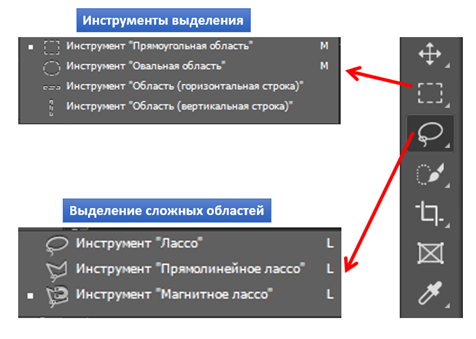 Инструменты выделения
Инструмент "Прямоугольная область" M
Инструмент "Овальная область" M
Инструмент "Область (горизонтальная строка)"
Инструмент "Область (вертикальная строка)"
Выделение сложных областей
Инструмент "Лассо" L
Инструмент "Прямолинейное лассо" L
Инструмент "Магнитное лассо" L